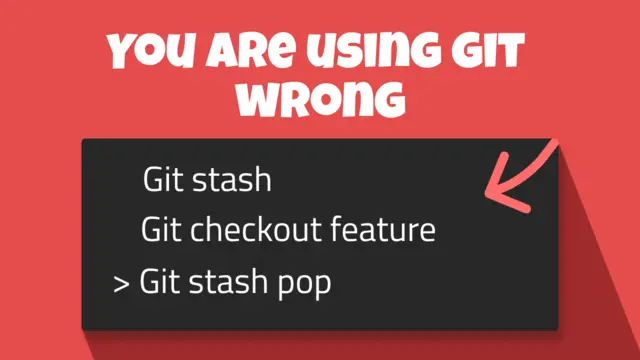 You are using git
wrong
Git stash
Git checkout feature
> Git stash pop